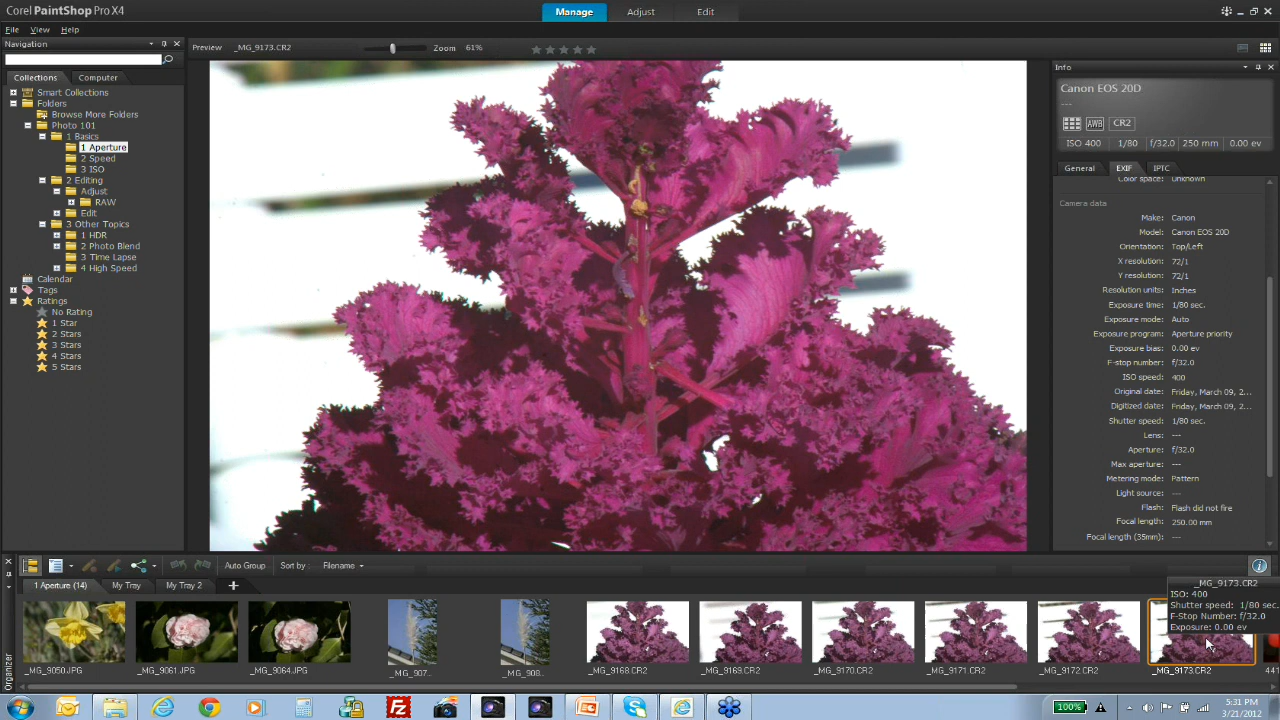 Corel PaintShop Pro X4
Manage
Adjust
Edit
File View Help
Navigation
Collections
Computer
Smart Collections
Folders
Browse More Folders
Photo 101
1 Basics
1 Aperture
2 Speed
3 ISO
2 Editing
Adjust
RAW
Edit
3 Other Topics
1 HDR
2 Photo Blend
3 Time Lapse
4 High Speed
Calendar
Tags
Ratings
No Rating
1 Star
2 Stars
3 Stars
4 Stars
5 Stars
Preview _MG_9173.CR2 Zoom 61%
Info
Canon EOS 20D
---
AWB CR2
ISO 400 1/80 f/32.0 250 mm 0.00 ev
General EXIF IPTC
Color space: Unknown
Camera data
Make: Canon
Model: Canon EOS 20D
Orientation: Top/Left
X resolution: 72/1
Y resolution: 72/1
Resolution units: Inches
Exposure time: 1/80 sec.
Exposure mode: Auto
Exposure program: Aperture priority
Exposure bias: 0.00 ev
F-stop number: f/32.0
ISO speed: 400
Original date: Friday, March 09, 2...
Digitized date: Friday, March 09, 2...
Shutter speed: 1/80 sec.
Lens: ---
Aperture: f/32.0
Max aperture: ---
Metering mode: Pattern
Light source: ---
Flash: Flash did not fire
Focal length: 250.00 mm
Focal length (35mm): ---
Organizer
Auto Group Sort by: Filename
1 Aperture (14) My Tray My Tray 2
_MG_9050.JPG
_MG_9061.JPG
_MG_9064.JPG
_MG_907...
_MG_908...
_MG_9168.CR2
_MG_9169.CR2
_MG_9170.CR2
_MG_9171.CR2
_MG_9172.CR2
_MG_9173.CR2
441
_MG_9173.CR2
ISO: 400
Shutter speed: 1/80 sec.
F-Stop Number: f/32.0
Exposure: 0.00 ev
100%
5:31 PM
3/21/2012